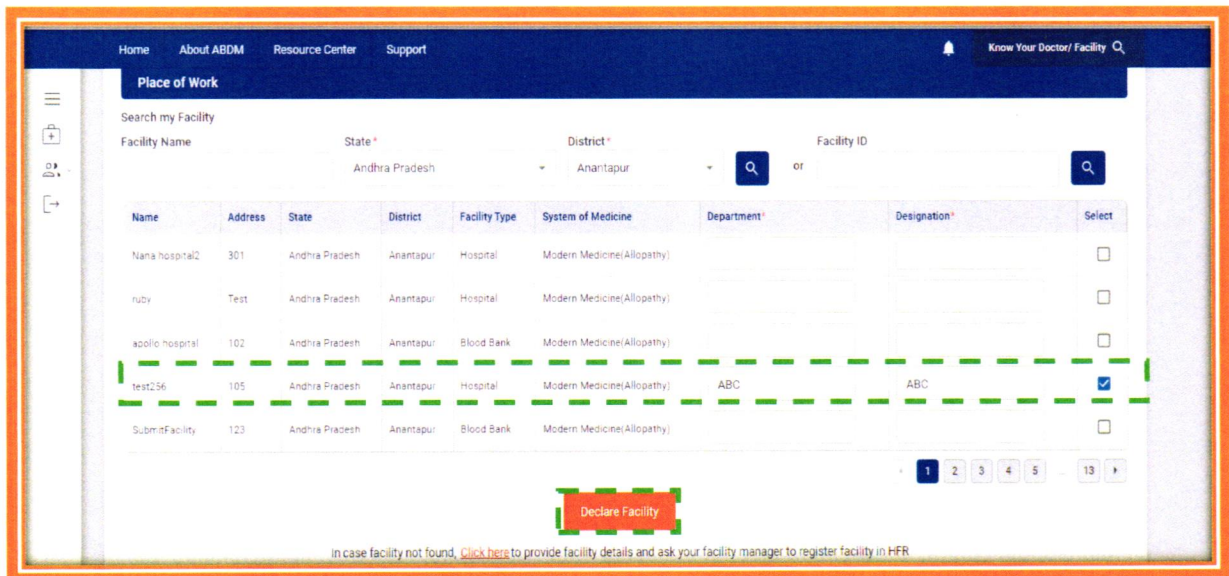 Home About ABDM Resource Center Support Know Your Doctor/ Facility
Place of Work
Search my Facility
Facility Name State* District* Facility ID
Andhra Pradesh Anantapur or
Name Address State District Facility Type System of Medicine Department* Designation* Select
Nana hospital2 301 Andhra Pradesh Anantapur Hospital Modern Medicine(Allopathy)
ruby Test Andhra Pradesh Anantapur Hospital Modern Medicine(Allopathy)
apollo hospital 102 Andhra Pradesh Anantapur Blood Bank Modern Medicine(Allopathy)
test256 105 Andhra Pradesh Anantapur Hospital Modern Medicine(Allopathy) ABC ABC
SubmitFacility 123 Andhra Pradesh Anantapur Blood Bank Modern Medicine(Allopathy)
1 2 3 4 5 ... 13
Declare Facility
In case facility not found, Click here to provide facility details and ask your facility manager to register facility in HFR